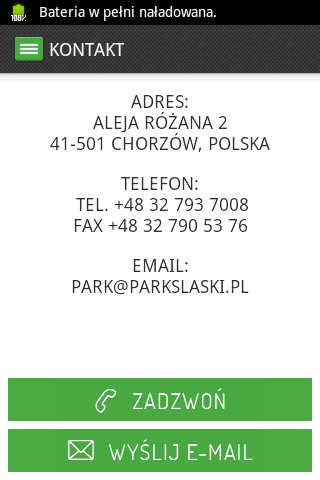 100%
Bateria w pełni naładowana.
KONTAKT
ADRES:
ALEJA RÓŻANA 2
41-501 CHORZÓW, POLSKA
TELEFON:
TEL. +48 32 793 7008
FAX +48 32 790 53 76
EMAIL:
PARK@PARKSLASKI.PL
ZADZWOŃ
WYŚLIJ E-MAIL